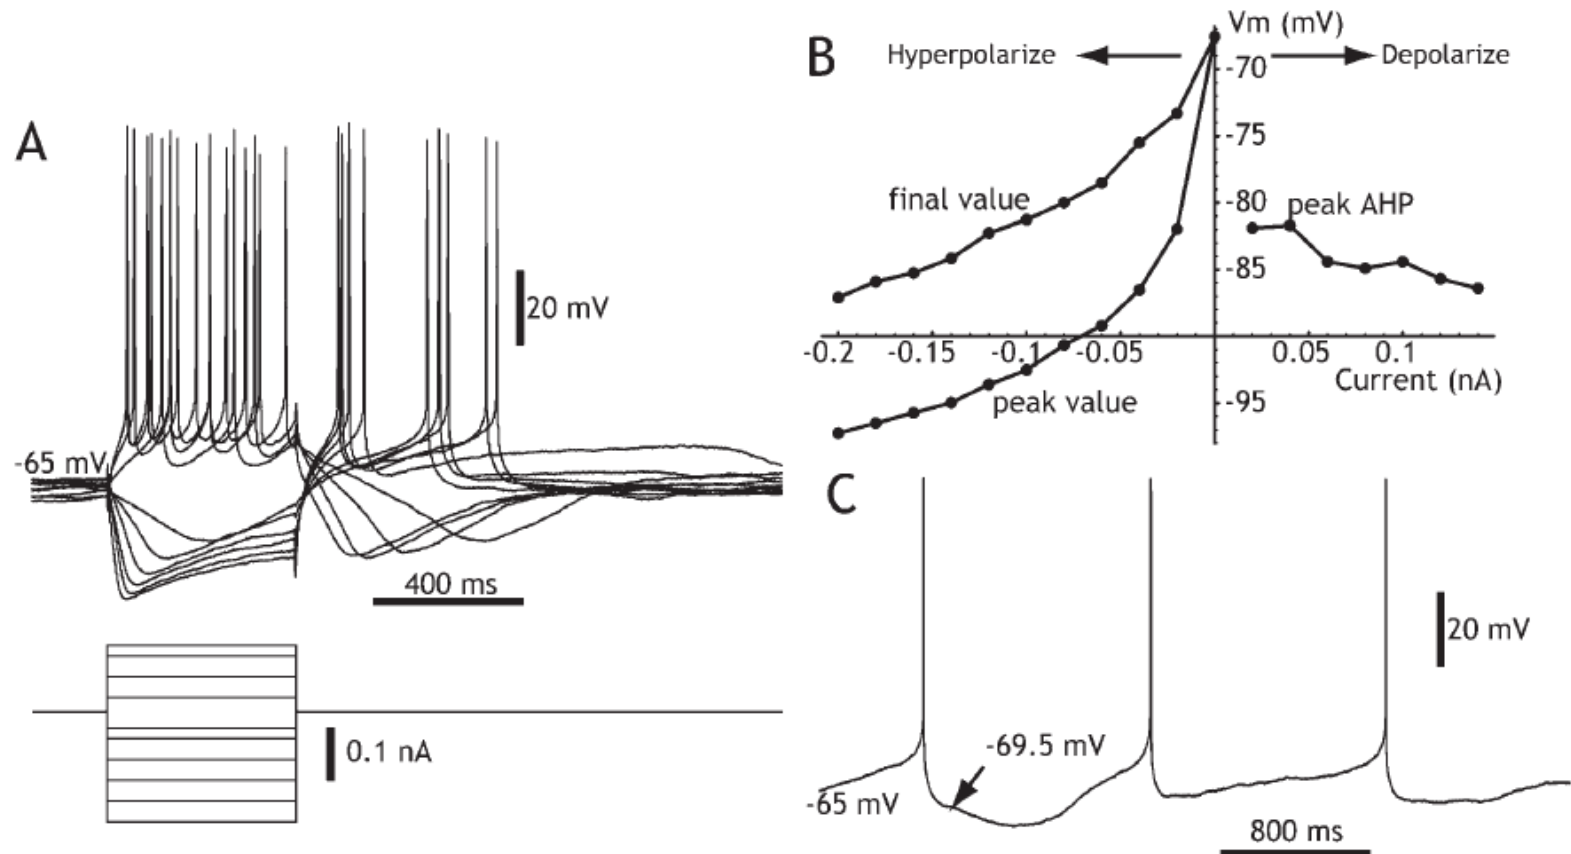 A
20 mV
-65 mV
400 ms
0.1 nA
B
Vm (mV)
Hyperpolarize
Depolarize
-70
-75
final value
-80
peak AHP
-85
-0.2 -0.15 -0.1 -0.05 0.05 0.1
Current (nA)
peak value
-95
C
20 mV
-69.5 mV
-65 mV
800 ms